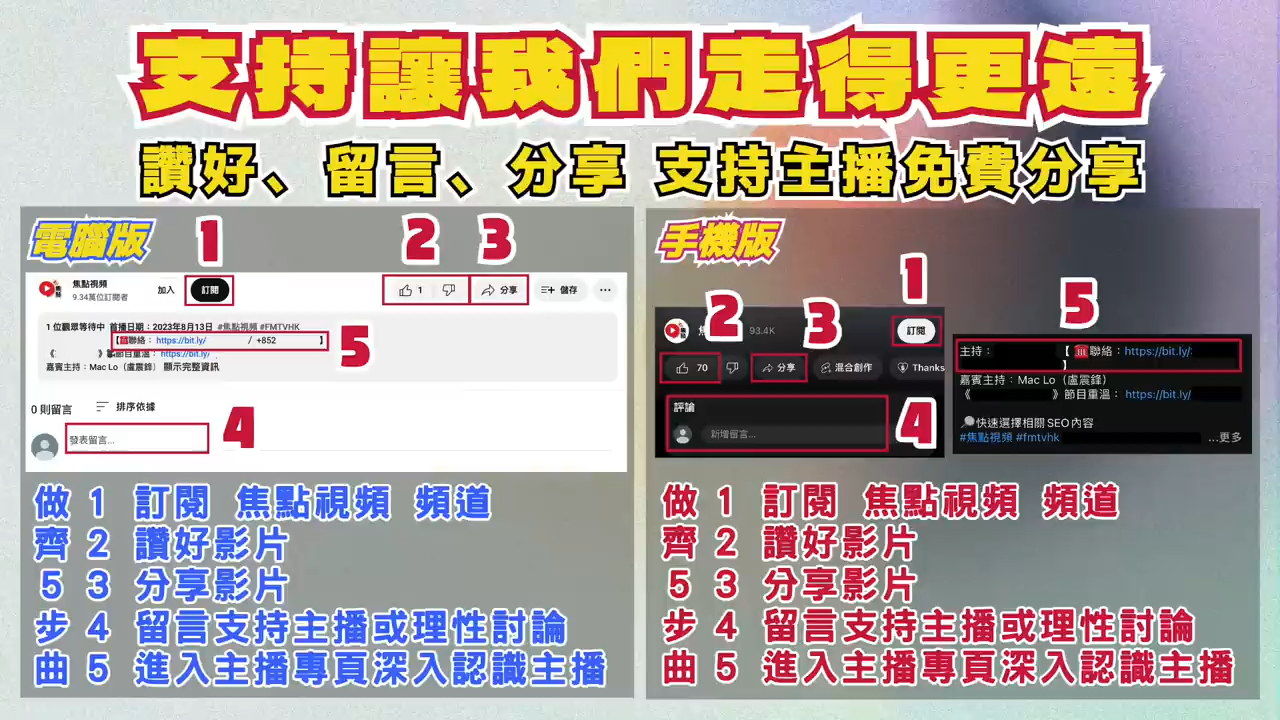 支持讓我們走得更遠
讚好、留言、分享 支持主播免費分享
電腦版
1
2
3
焦點視頻
9.34萬位訂閱者
加入
訂閱
1
分享
儲存
1 位觀眾等待中 首播日期：2023年8月13日 #焦點視頻 #FMTVHK
【☎聯絡： https://bit.ly/ / +852 】
《 》節目重溫： https://bit.ly/
嘉賓主持：Mac Lo（盧震鋒） 顯示完整資訊
5
0 則留言
排序依據
發表留言...
4
做 1 訂閱 焦點視頻 頻道
齊 2 讚好影片
5 3 分享影片
步 4 留言支持主播或理性討論
曲 5 進入主播專頁深入認識主播
手機版
1
2
3
焦
93.4K
訂閱
70
分享
混合創作
Thanks
評論
新增留言...
4
5
主持： 【☎聯絡：https://bit.ly/
】
嘉賓主持：Mac Lo（盧震鋒）
《 》節目重溫： https://bit.ly/
🔎快速選擇相關SEO內容
#焦點視頻 #fmtvhk
...更多
做 1 訂閱 焦點視頻 頻道
齊 2 讚好影片
5 3 分享影片
步 4 留言支持主播或理性討論
曲 5 進入主播專頁深入認識主播